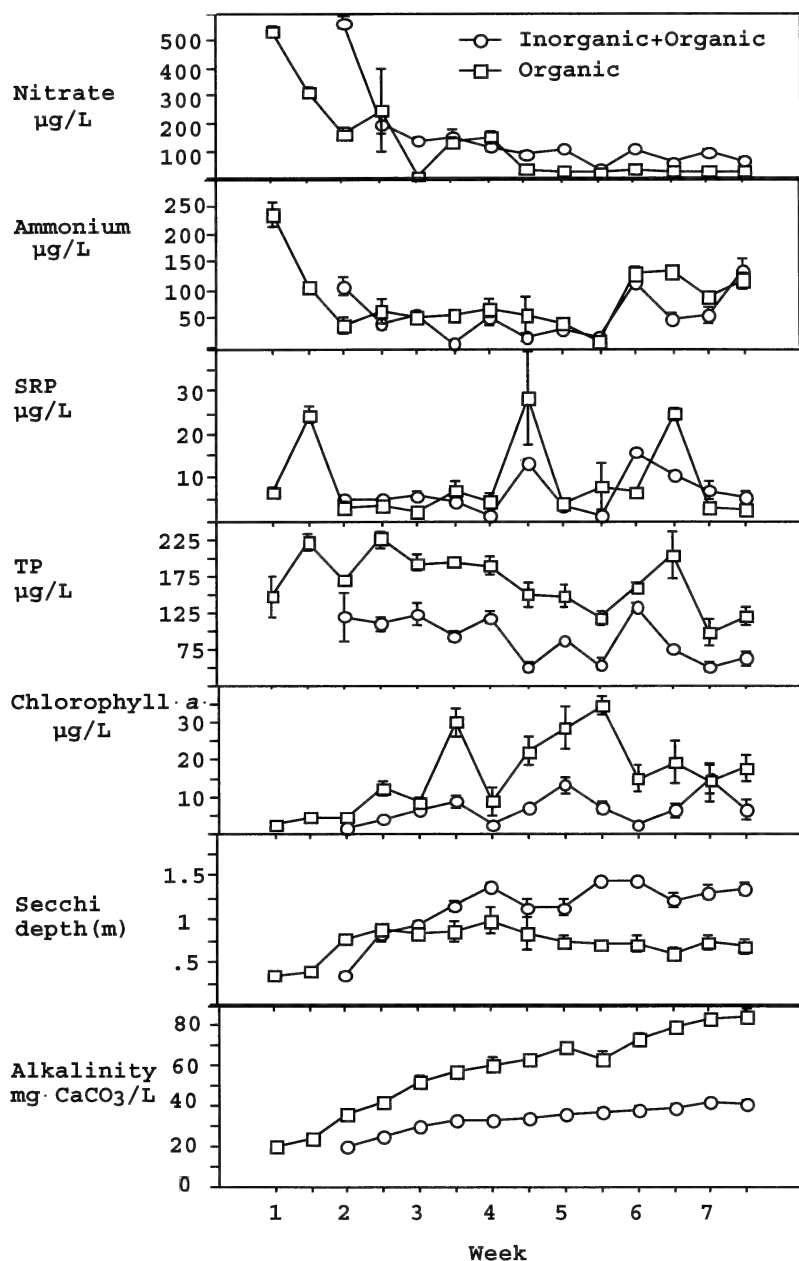 Inorganic+Organic
Organic
Nitrate
µg/L
500
400
300
200
100
Ammonium
µg/L
250
200
150
100
50
SRP
µg/L
30
20
10
TP
µg/L
225
175
125
75
Chlorophyll·a·
µg/L
30
20
10
Secchi
depth(m)
1.5
1
.5
Alkalinity
mg·CaCO3/L
80
60
40
20
0
1 2 3 4 5 6 7
Week